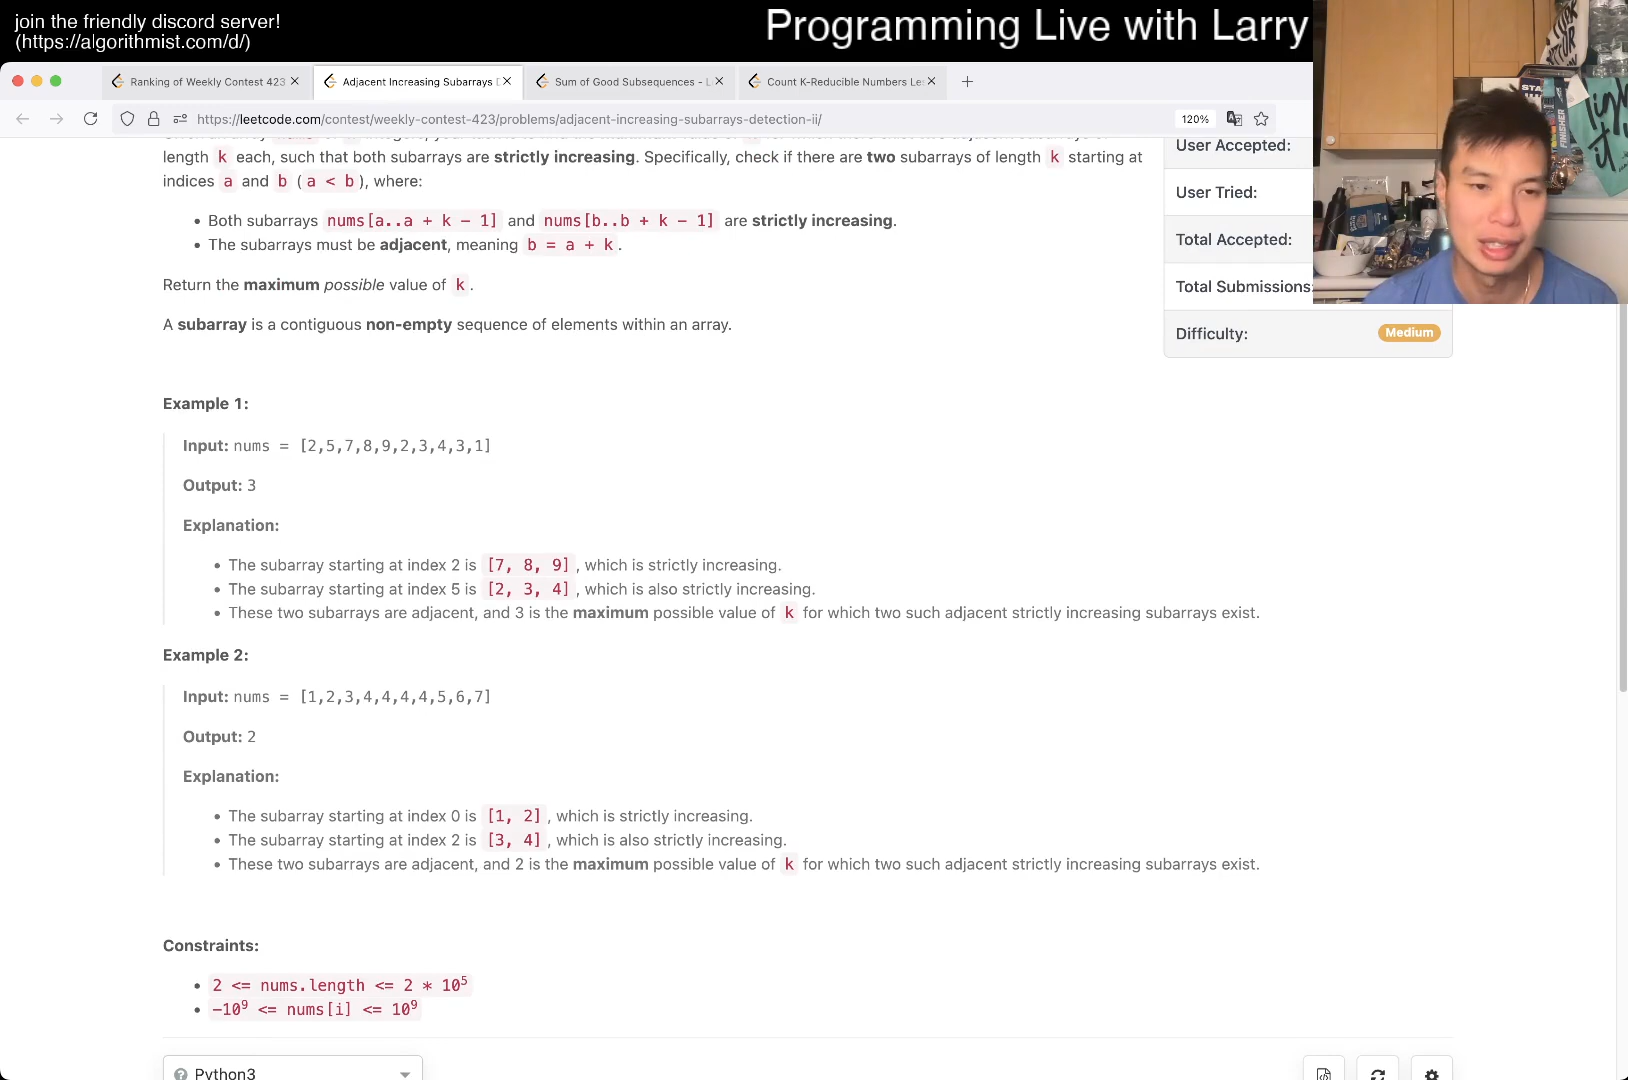 join the friendly discord server!
(https://algorithmist.com/d/)
Programming Live with Larry
Ranking of Weekly Contest 423
Adjacent Increasing Subarrays D
Sum of Good Subsequences - L
Count K-Reducible Numbers Les
https://leetcode.com/contest/weekly-contest-423/problems/adjacent-increasing-subarrays-detection-ii/
120%
length k each, such that both subarrays are strictly increasing. Specifically, check if there are two subarrays of length k starting at
indices a and b (a < b), where:
• Both subarrays nums[a..a + k - 1] and nums[b..b + k - 1] are strictly increasing.
• The subarrays must be adjacent, meaning b = a + k.
Return the maximum possible value of k.
A subarray is a contiguous non-empty sequence of elements within an array.
User Accepted:
User Tried:
Total Accepted:
Total Submissions:
Difficulty:
Medium
Example 1:
Input: nums = [2,5,7,8,9,2,3,4,3,1]
Output: 3
Explanation:
• The subarray starting at index 2 is [7, 8, 9], which is strictly increasing.
• The subarray starting at index 5 is [2, 3, 4], which is also strictly increasing.
• These two subarrays are adjacent, and 3 is the maximum possible value of k for which two such adjacent strictly increasing subarrays exist.
Example 2:
Input: nums = [1,2,3,4,4,4,4,5,6,7]
Output: 2
Explanation:
• The subarray starting at index 0 is [1, 2], which is strictly increasing.
• The subarray starting at index 2 is [3, 4], which is also strictly increasing.
• These two subarrays are adjacent, and 2 is the maximum possible value of k for which two such adjacent strictly increasing subarrays exist.
Constraints:
• 2 <= nums.length <= 2 * 10⁵
• -10⁹ <= nums[i] <= 10⁹
Python3